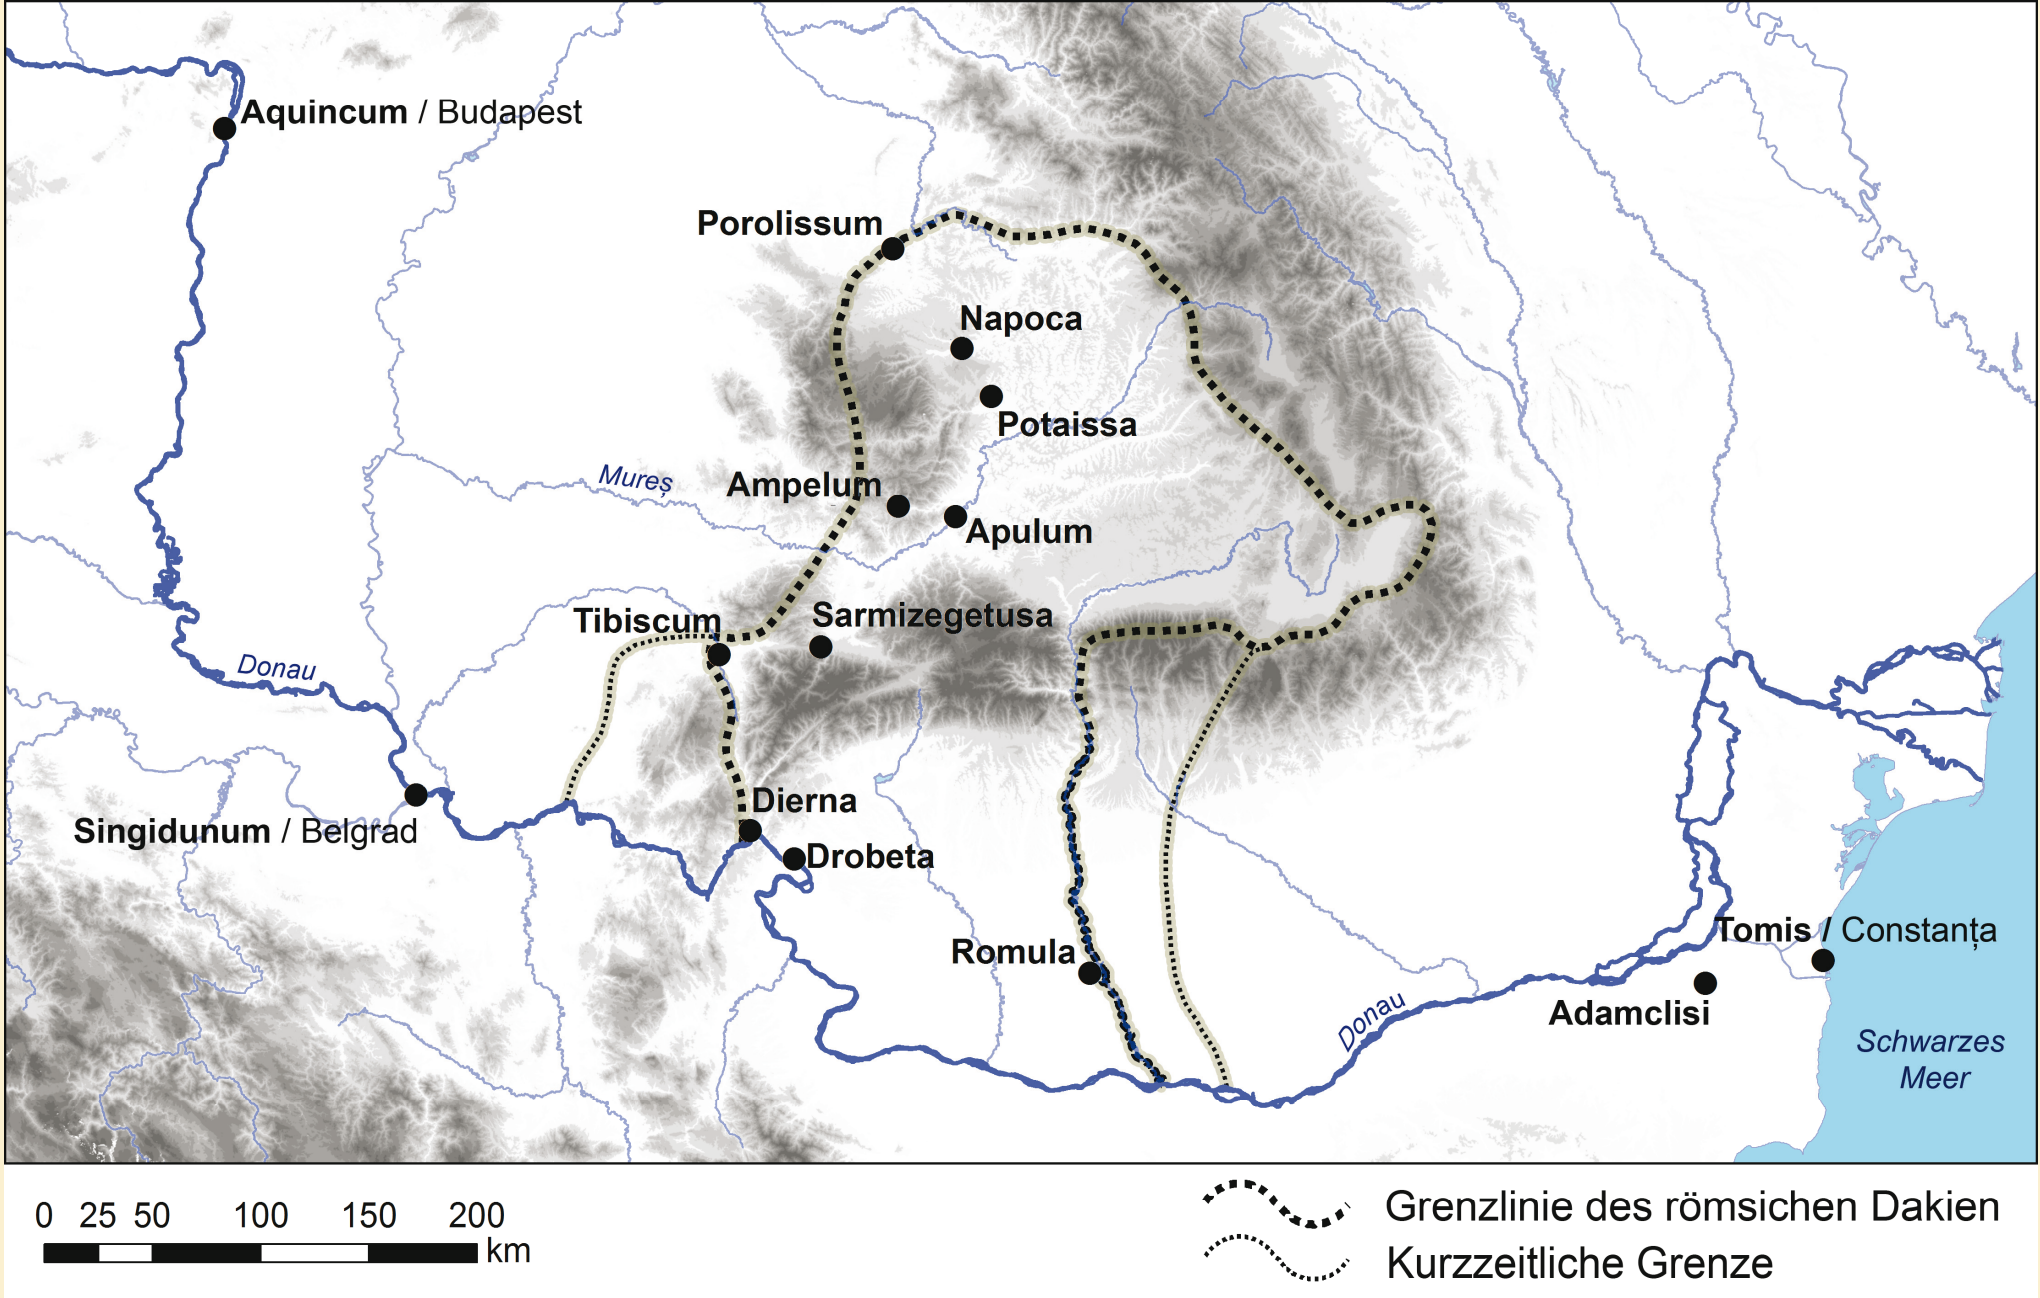 Aquincum / Budapest
Porolissum
Napoca
Potaissa
Mureș
Ampelum
Apulum
Tibiscum
Sarmizegetusa
Donau
Dierna
Singidunum / Belgrad
Drobeta
Romula
Tomis / Constanța
Adamclisi
Donau
Schwarzes
Meer
0 25 50 100 150 200
km
Grenzlinie des römsichen Dakien
Kurzzeitliche Grenze